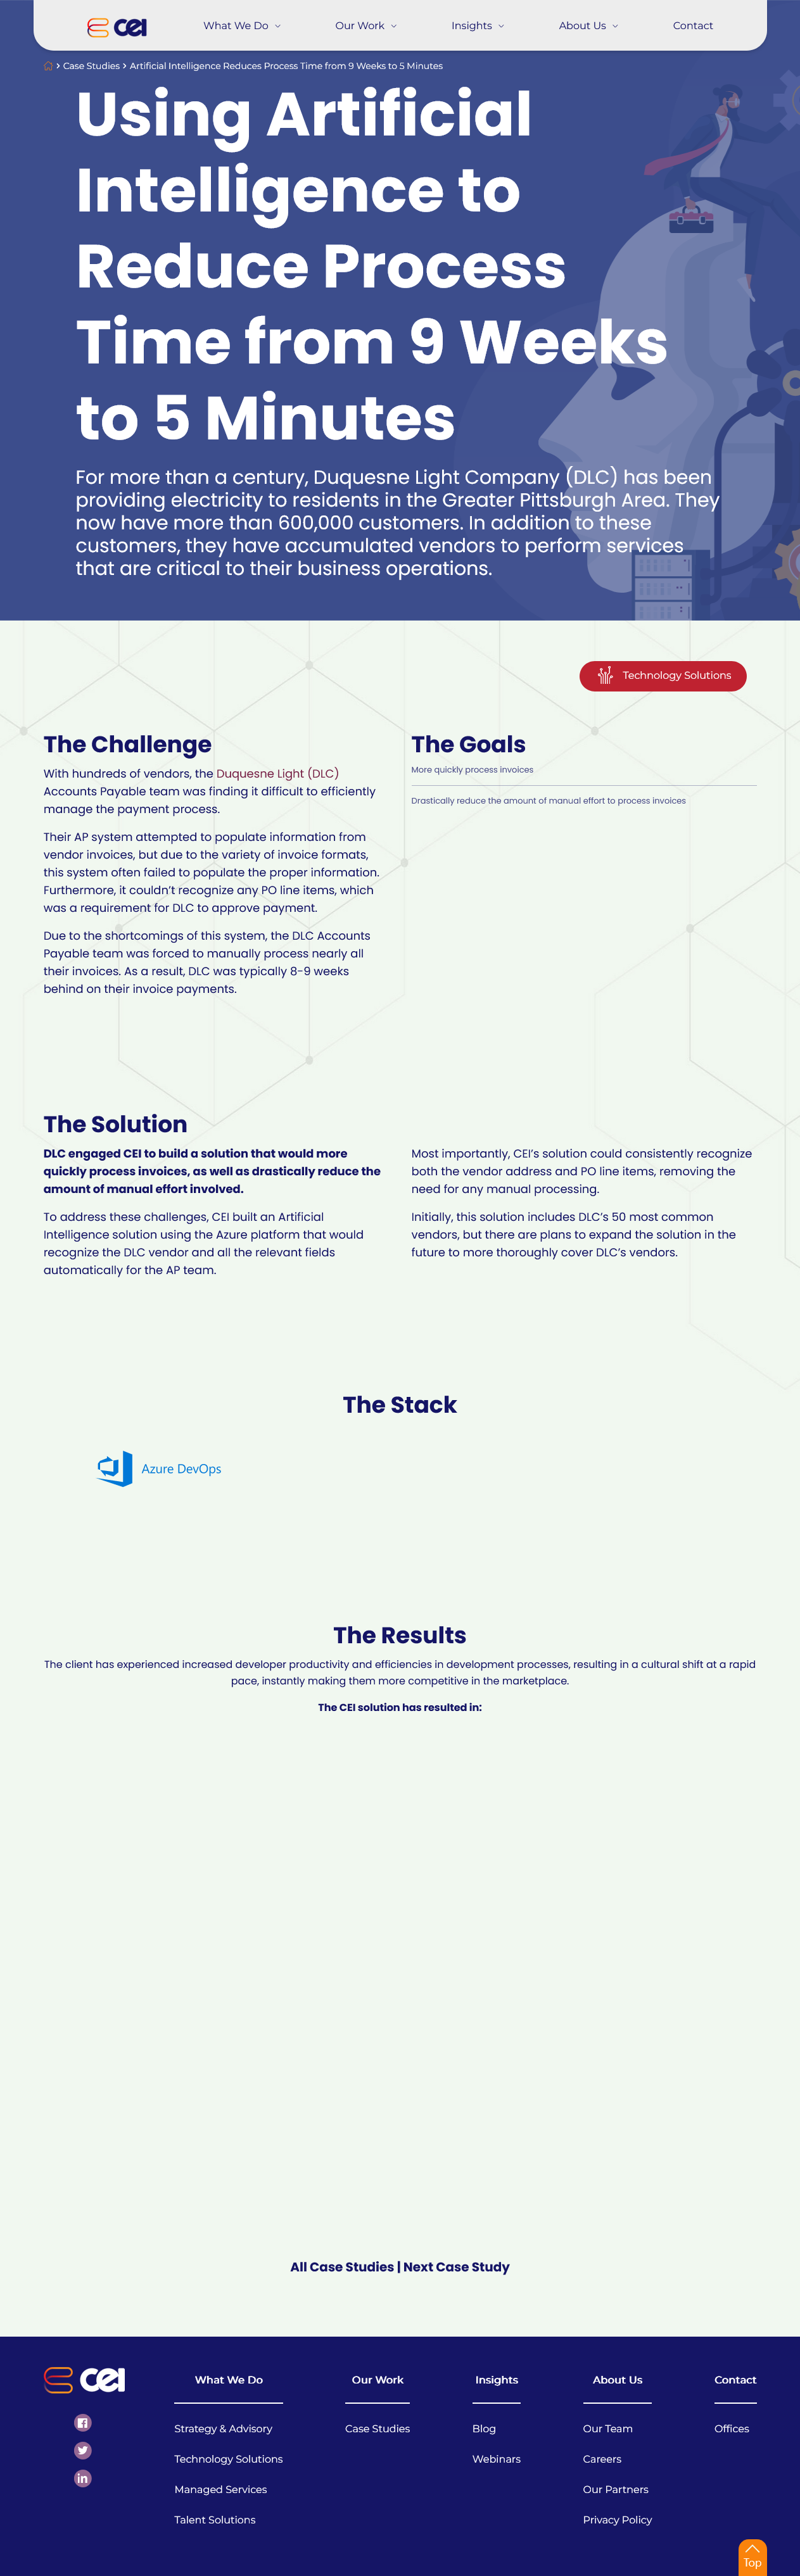 cei
What We Do
Our Work
Insights
About Us
Contact
> Case Studies > Artificial Intelligence Reduces Process Time from 9 Weeks to 5 Minutes
Using Artificial
Intelligence to
Reduce Process
Time from 9 Weeks
to 5 Minutes
For more than a century, Duquesne Light Company (DLC) has been
providing electricity to residents in the Greater Pittsburgh Area. They
now have more than 600,000 customers. In addition to these
customers, they have accumulated vendors to perform services
that are critical to their business operations.
Technology Solutions
The Challenge
With hundreds of vendors, the Duquesne Light (DLC)
Accounts Payable team was finding it difficult to efficiently
manage the payment process.
Their AP system attempted to populate information from
vendor invoices, but due to the variety of invoice formats,
this system often failed to populate the proper information.
Furthermore, it couldn’t recognize any PO line items, which
was a requirement for DLC to approve payment.
Due to the shortcomings of this system, the DLC Accounts
Payable team was forced to manually process nearly all
their invoices. As a result, DLC was typically 8-9 weeks
behind on their invoice payments.
The Goals
More quickly process invoices
Drastically reduce the amount of manual effort to process invoices
The Solution
DLC engaged CEI to build a solution that would more
quickly process invoices, as well as drastically reduce the
amount of manual effort involved.
To address these challenges, CEI built an Artificial
Intelligence solution using the Azure platform that would
recognize the DLC vendor and all the relevant fields
automatically for the AP team.
Most importantly, CEI’s solution could consistently recognize
both the vendor address and PO line items, removing the
need for any manual processing.
Initially, this solution includes DLC’s 50 most common
vendors, but there are plans to expand the solution in the
future to more thoroughly cover DLC’s vendors.
The Stack
Azure DevOps
The Results
The client has experienced increased developer productivity and efficiencies in development processes, resulting in a cultural shift at a rapid
pace, instantly making them more competitive in the marketplace.
The CEI solution has resulted in:
All Case Studies | Next Case Study
cei
What We Do
Strategy & Advisory
Technology Solutions
Managed Services
Talent Solutions
Our Work
Case Studies
Insights
Blog
Webinars
About Us
Our Team
Careers
Our Partners
Privacy Policy
Contact
Offices
Top